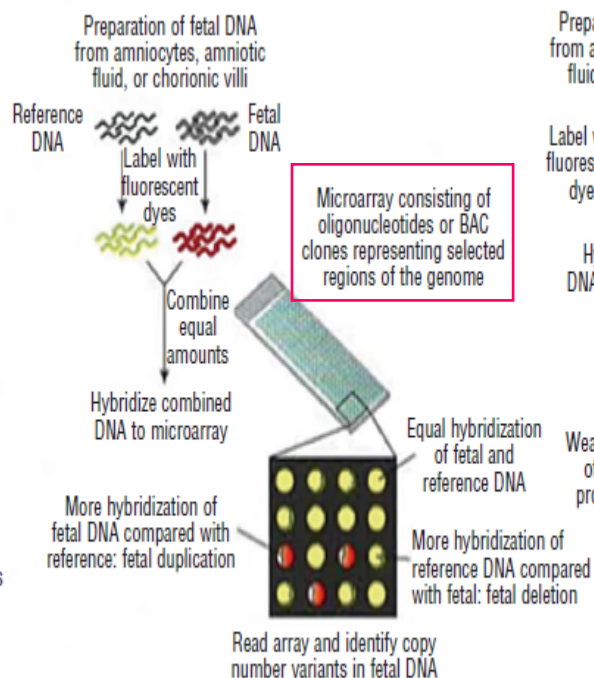 Preparation of fetal DNA
from amniocytes, amniotic
fluid, or chorionic villi
Reference
DNA
Fetal
DNA
Label with
fluorescent
dyes
Microarray consisting of
oligonucleotides or BAC
clones representing selected
regions of the genome
Combine
equal
amounts
Hybridize combined
DNA to microarray
Equal hybridization
of fetal and
reference DNA
More hybridization of
fetal DNA compared with
reference: fetal duplication
More hybridization of
reference DNA compared
with fetal: fetal deletion
Read array and identify copy
number variants in fetal DNA
from
fluid,
Label
fluores
DNA
of